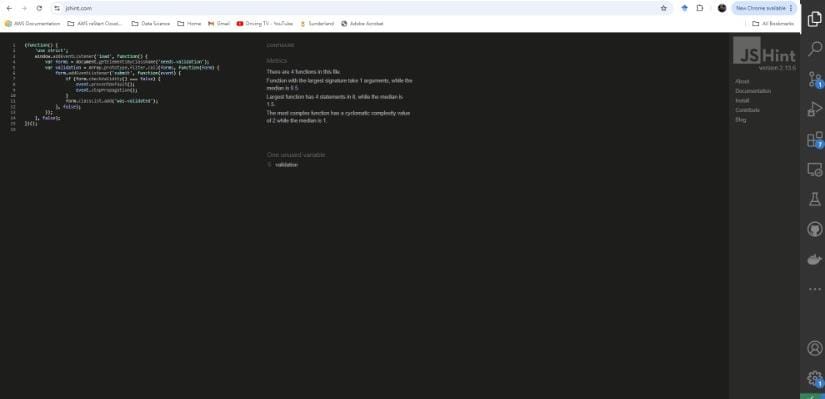 jshint.com
New Chrome available
AWS Documentation
AWS reStart Cours...
Data Science
Home
Gmail
Driving TV - YouTube
Sunderland
Adobe Acrobat
All Bookmarks
1 (function() {
2 'use strict';
3 window.addEventListener('load', function() {
4 var forms = document.getElementsByClassName('needs-validation');
5 var validation = Array.prototype.filter.call(forms, function(form) {
6 form.addEventListener('submit', function(event) {
7 if (form.checkValidity() === false) {
8 event.preventDefault();
9 event.stopPropagation();
10 }
11 form.classList.add('was-validated');
12 }, false);
13 });
14 }, false);
15 })();
16
CONFIGURE
Metrics
There are 4 functions in this file.
Function with the largest signature take 1 arguments, while the
median is 0.5.
Largest function has 4 statements in it, while the median is
1.5.
The most complex function has a cyclomatic complexity value
of 2 while the median is 1.
One unused variable
5 validation
JSHint
version 2.13.6
About
Documentation
Install
Contribute
Blog
1
7
1